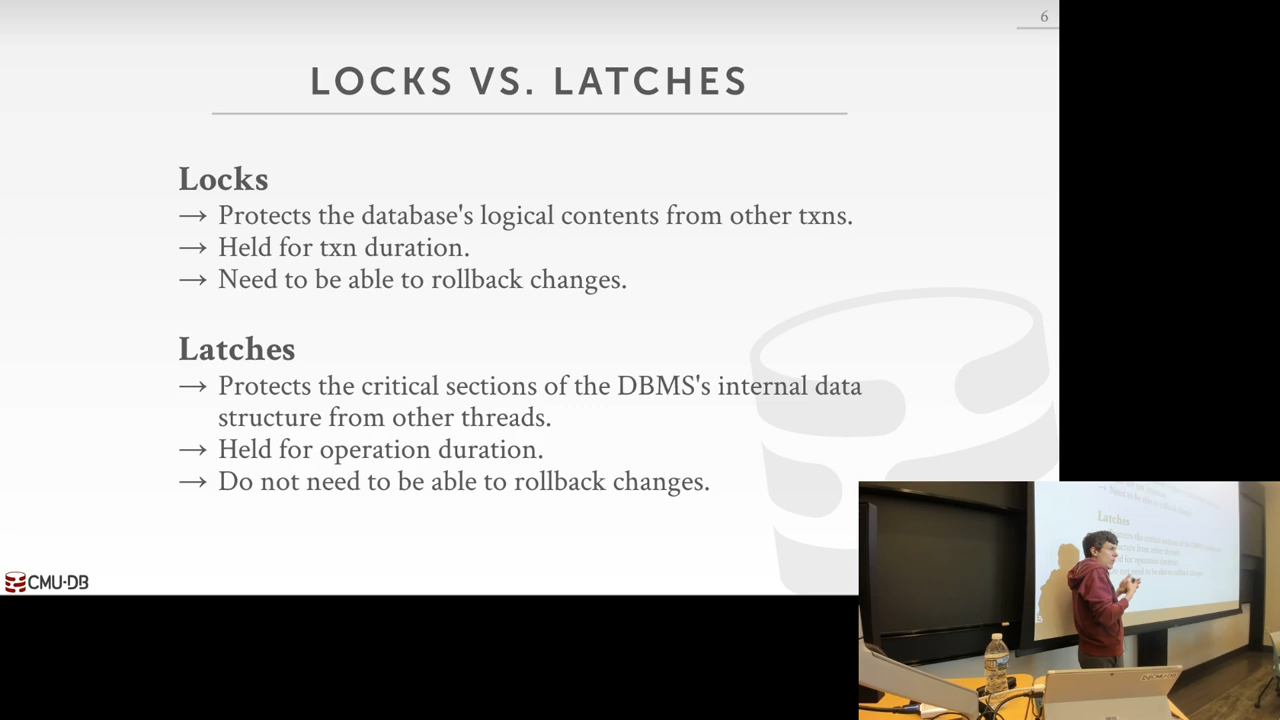 6
LOCKS VS. LATCHES
Locks
→ Protects the database's logical contents from other txns.
→ Held for txn duration.
→ Need to be able to rollback changes.
Latches
→ Protects the critical sections of the DBMS's internal data
structure from other threads.
→ Held for operation duration.
→ Do not need to be able to rollback changes.
CMU·DB
Latches